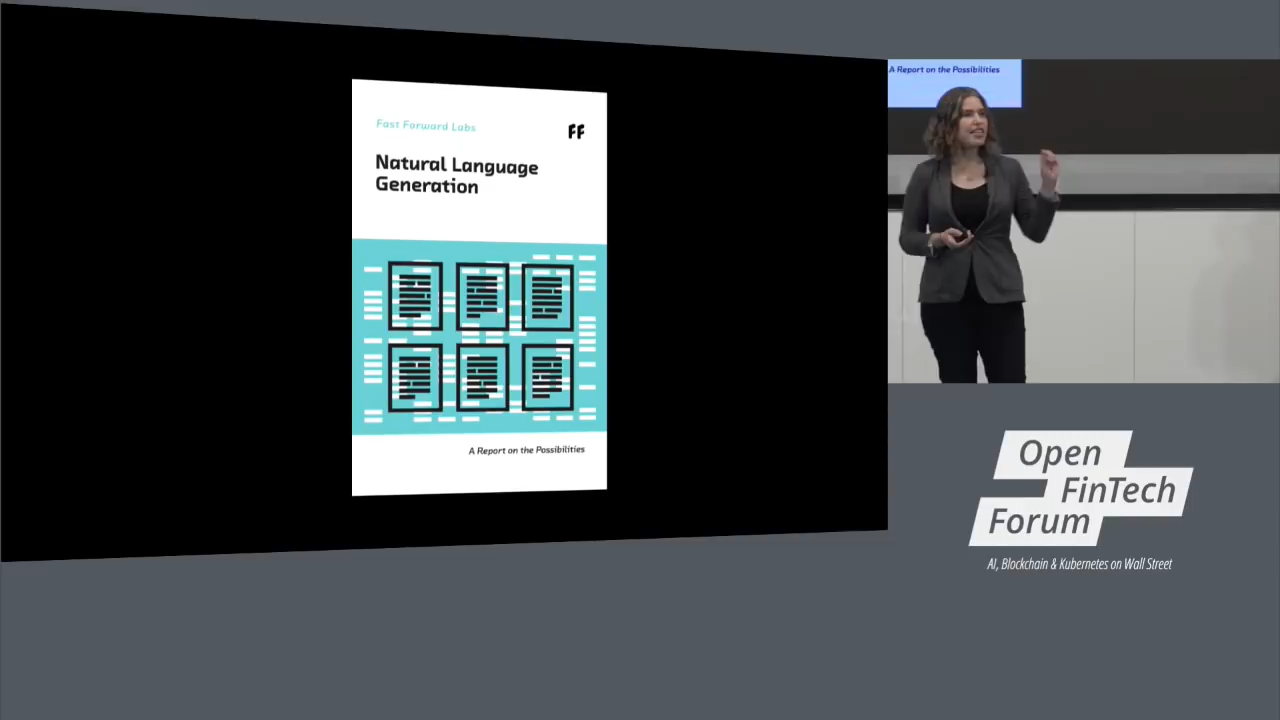 Fast Forward Labs
FF
Natural Language
Generation
A Report on the Possibilities
A Report on the Possibilities
Open
FinTech
Forum
AI, Blockchain & Kubernetes on Wall Street